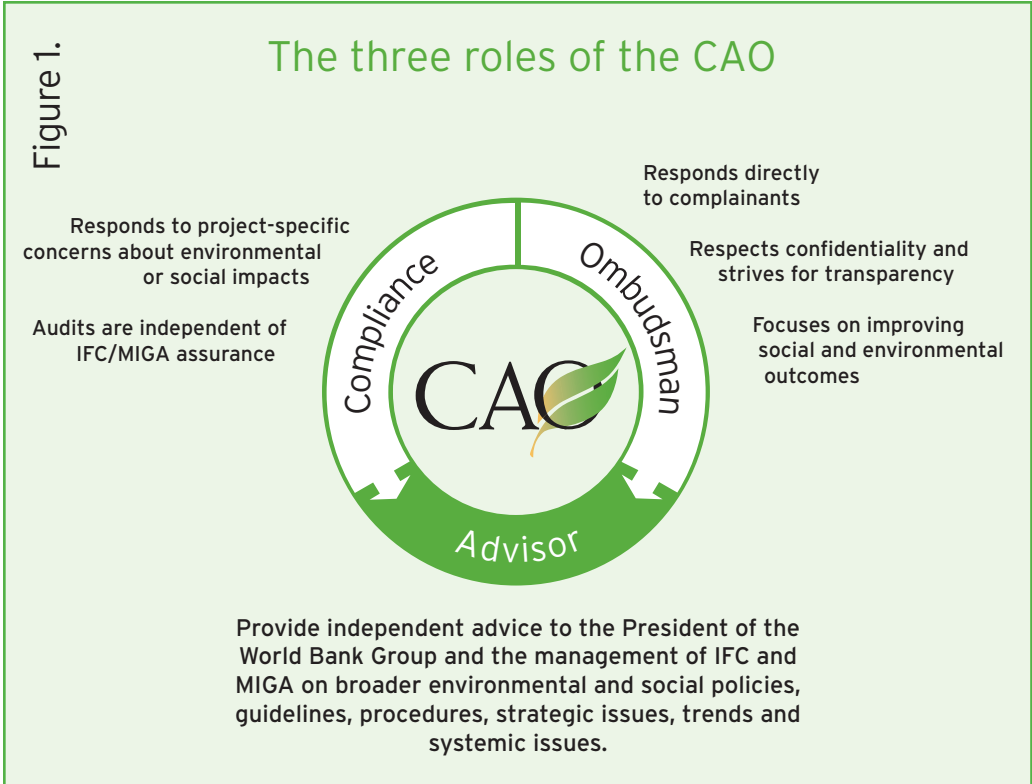 Figure 1.
The three roles of the CAO
Responds to project-specific
concerns about environmental
or social impacts
Audits are independent of
IFC/MIGA assurance
Responds directly
to complainants
Respects confidentiality and
strives for transparency
Focuses on improving
social and environmental
outcomes
Compliance
Ombudsman
CAO
Advisor
Provide independent advice to the President of the
World Bank Group and the management of IFC and
MIGA on broader environmental and social policies,
guidelines, procedures, strategic issues, trends and
systemic issues.